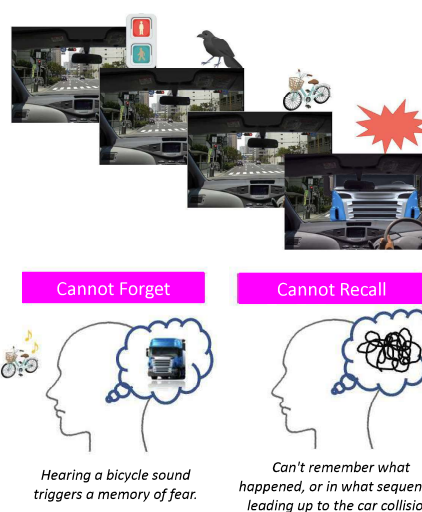 Cannot Forget
Cannot Recall
Hearing a bicycle sound
triggers a memory of fear.
Can't remember what
happened, or in what
leading up to the car